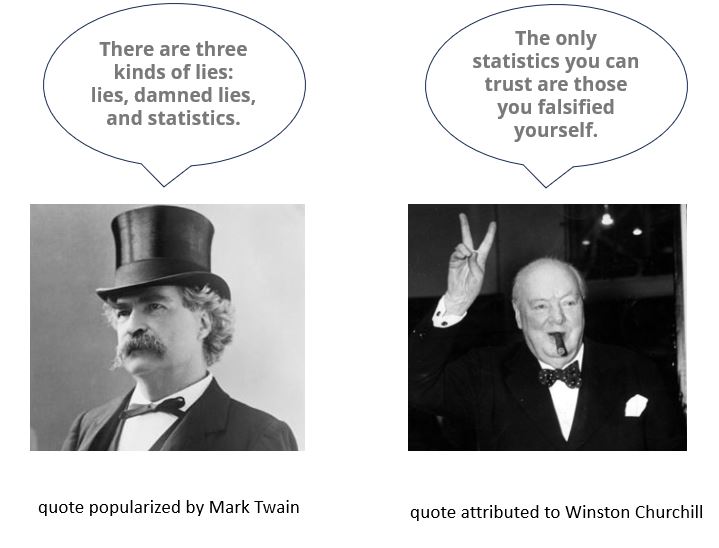 There are three
kinds of lies:
lies, damned lies,
and statistics.
The only
statistics you can
trust are those
you falsified
yourself.
quote popularized by Mark Twain
quote attributed to Winston Churchill